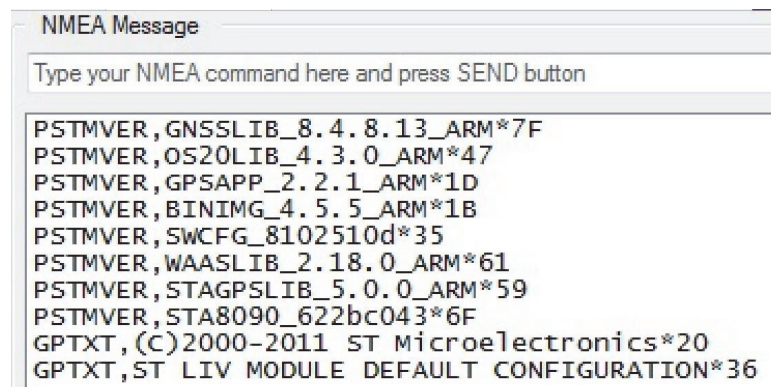 NMEA Message
Type your NMEA command here and press SEND button
PSTMVER,GNSSLIB_8.4.8.13_ARM*7F
PSTMVER,OS20LIB_4.3.0_ARM*47
PSTMVER,GPSAPP_2.2.1_ARM*1D
PSTMVER,BINIMG_4.5.5_ARM*1B
PSTMVER,SWCFG_8102510d*35
PSTMVER,WAASLIB_2.18.0_ARM*61
PSTMVER,STAGPSLIB_5.0.0_ARM*59
PSTMVER,STA8090_622bc043*6F
GPTXT,(C)2000-2011 ST Microelectronics*20
GPTXT,ST LIV MODULE DEFAULT CONFIGURATION*36